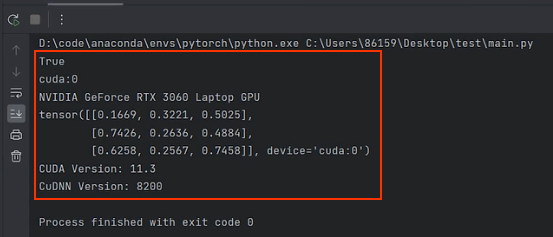 D:\code\anaconda\envs\pytorch\python.exe C:\Users\86159\Desktop\test\main.py
True
cuda:0
NVIDIA GeForce RTX 3060 Laptop GPU
tensor([[0.1669, 0.3221, 0.5025],
        [0.7426, 0.2636, 0.4884],
        [0.6258, 0.2567, 0.7458]], device='cuda:0')
CUDA Version: 11.3
CuDNN Version: 8200
Process finished with exit code 0